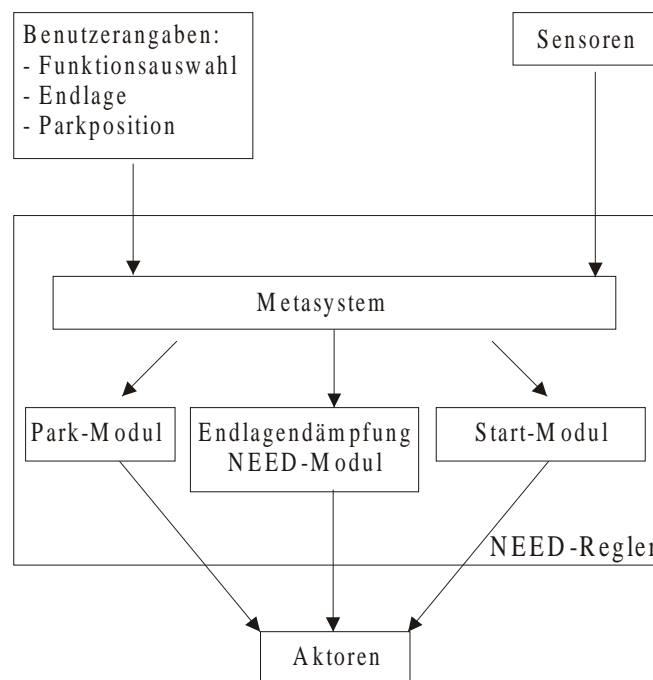 Benutzerangaben:
- Funktionsauswahl
- Endlage
- Parkposition
Sensoren
Metasystem
Park-Modul
Endlagendämpfung
NEED-Modul
Start-Modul
NEED-Regler
Aktoren